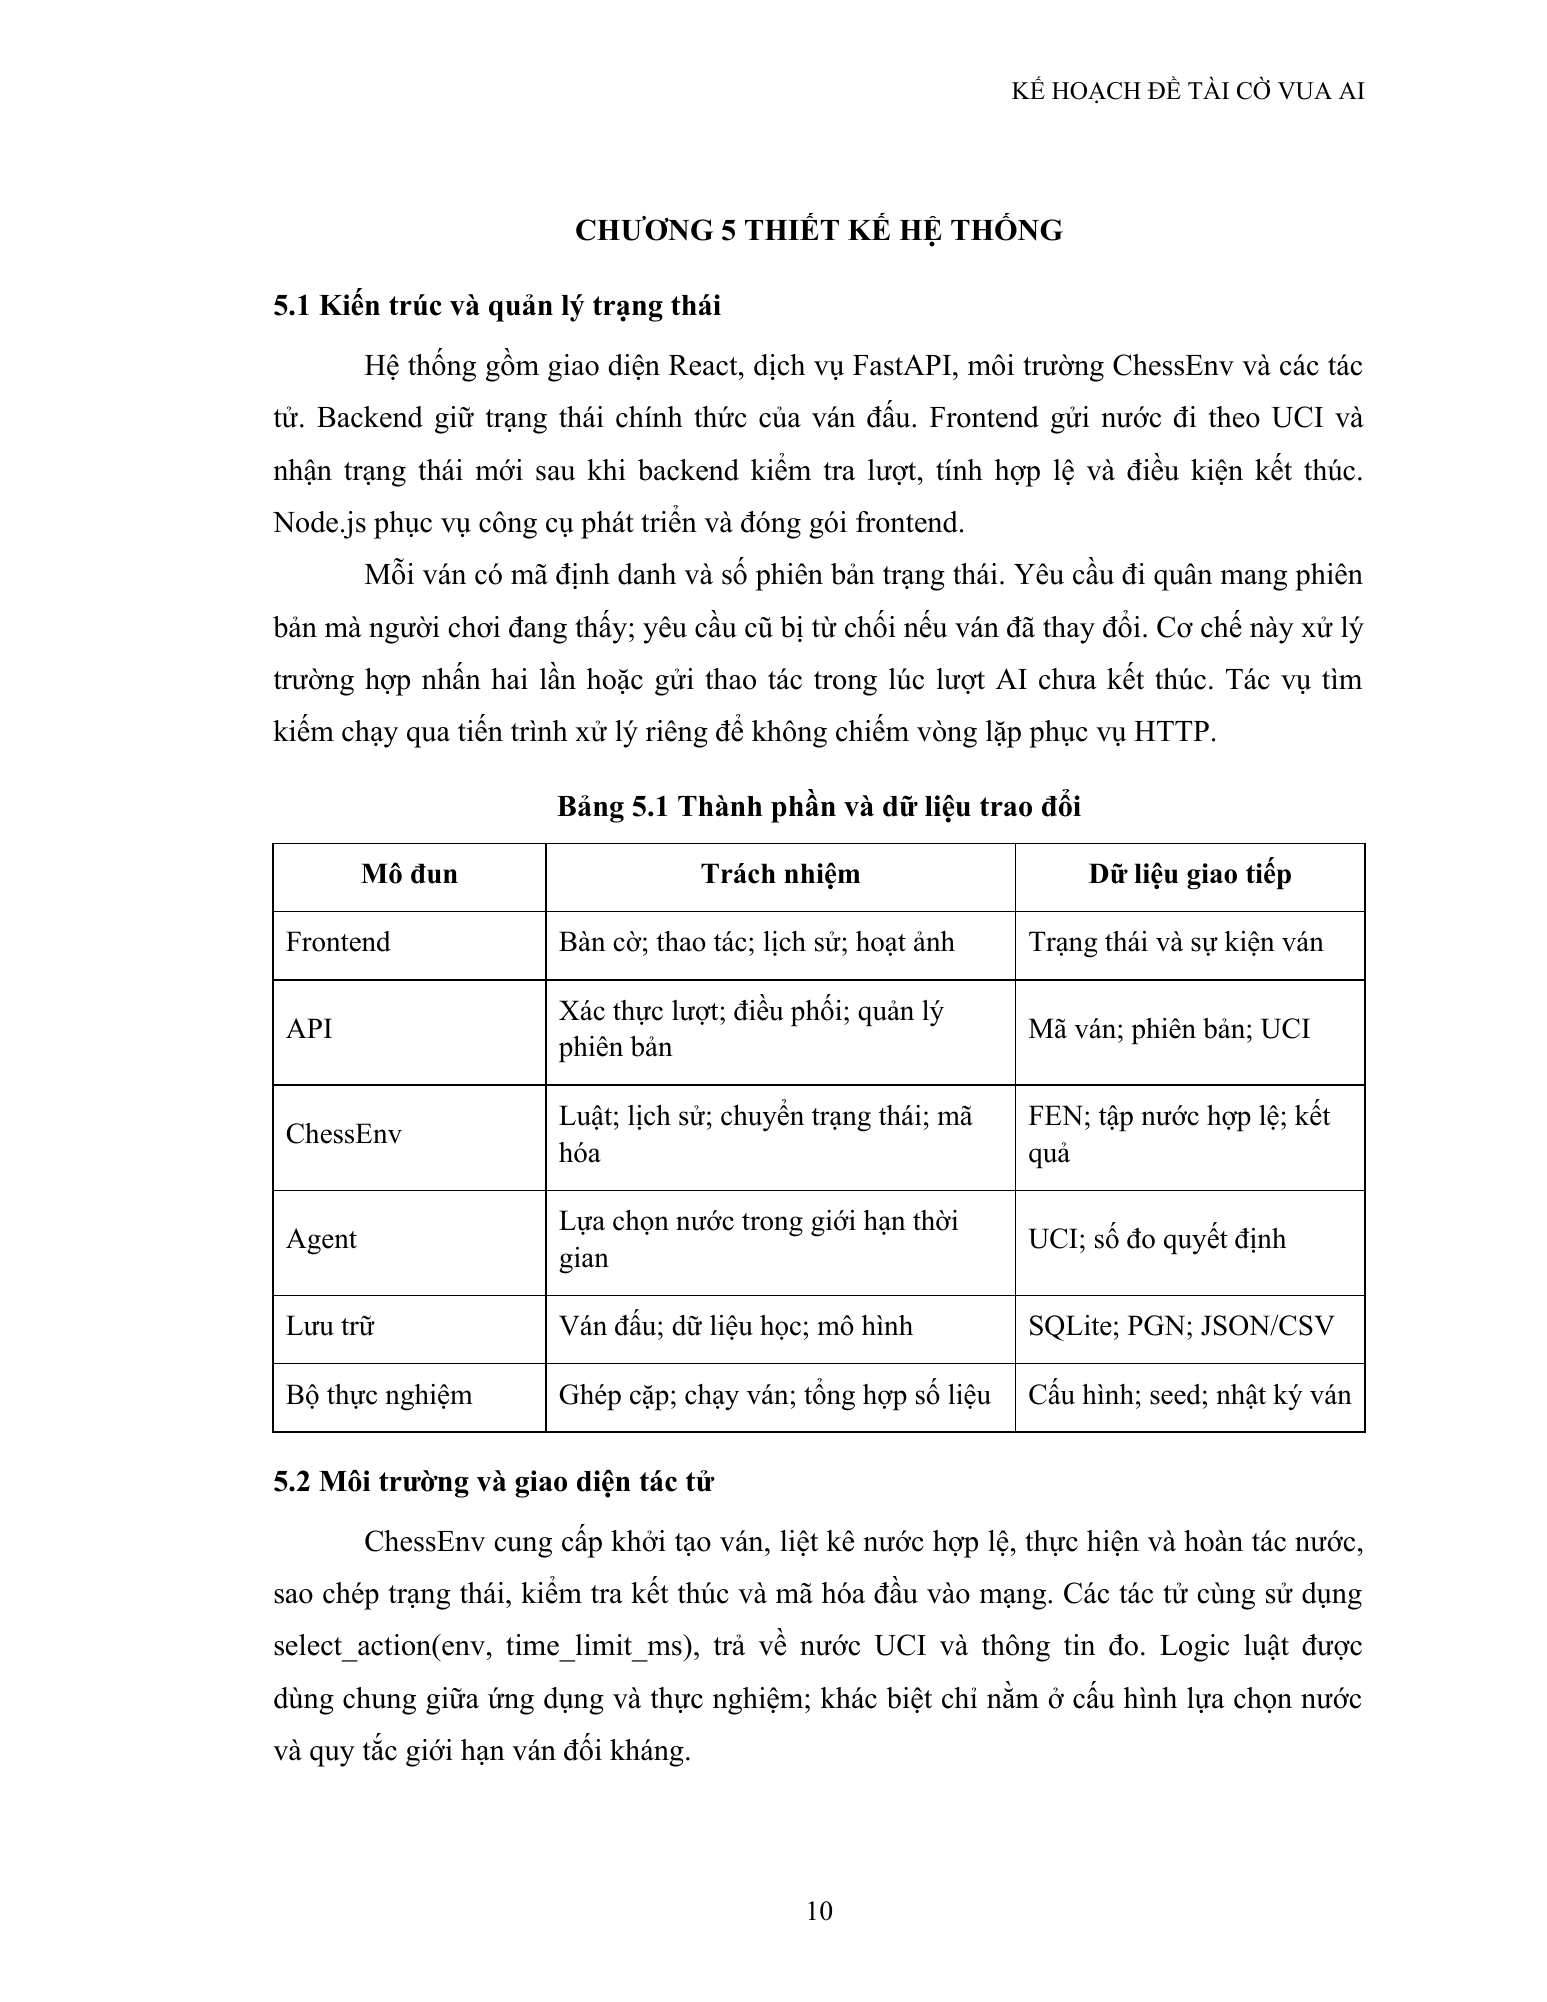 KẾ HOẠCH ĐỀ TÀI CỜ VUA AI
CHƯƠNG 5 THIẾT KẾ HỆ THỐNG
5.1 Kiến trúc và quản lý trạng thái
Hệ thống gồm giao diện React, dịch vụ FastAPI, môi trường ChessEnv và các tác
tử. Backend giữ trạng thái chính thức của ván đấu. Frontend gửi nước đi theo UCI và
nhận trạng thái mới sau khi backend kiểm tra lượt, tính hợp lệ và điều kiện kết thúc.
Node.js phục vụ công cụ phát triển và đóng gói frontend.
Mỗi ván có mã định danh và số phiên bản trạng thái. Yêu cầu đi quân mang phiên
bản mà người chơi đang thấy; yêu cầu cũ bị từ chối nếu ván đã thay đổi. Cơ chế này xử lý
trường hợp nhấn hai lần hoặc gửi thao tác trong lúc lượt AI chưa kết thúc. Tác vụ tìm
kiếm chạy qua tiến trình xử lý riêng để không chiếm vòng lặp phục vụ HTTP.
Bảng 5.1 Thành phần và dữ liệu trao đổi
Mô đun Trách nhiệm Dữ liệu giao tiếp
Frontend Bàn cờ; thao tác; lịch sử; hoạt ảnh Trạng thái và sự kiện ván
API Xác thực lượt; điều phối; quản lý
phiên bản Mã ván; phiên bản; UCI
ChessEnv Luật; lịch sử; chuyển trạng thái; mã
hóa FEN; tập nước hợp lệ; kết
quả
Agent Lựa chọn nước trong giới hạn thời
gian UCI; số đo quyết định
Lưu trữ Ván đấu; dữ liệu học; mô hình SQLite; PGN; JSON/CSV
Bộ thực nghiệm Ghép cặp; chạy ván; tổng hợp số liệu Cấu hình; seed; nhật ký ván
5.2 Môi trường và giao diện tác tử
ChessEnv cung cấp khởi tạo ván, liệt kê nước hợp lệ, thực hiện và hoàn tác nước,
sao chép trạng thái, kiểm tra kết thúc và mã hóa đầu vào mạng. Các tác tử cùng sử dụng
select_action(env, time_limit_ms), trả về nước UCI và thông tin đo. Logic luật được
dùng chung giữa ứng dụng và thực nghiệm; khác biệt chỉ nằm ở cấu hình lựa chọn nước
và quy tắc giới hạn ván đối kháng.
10